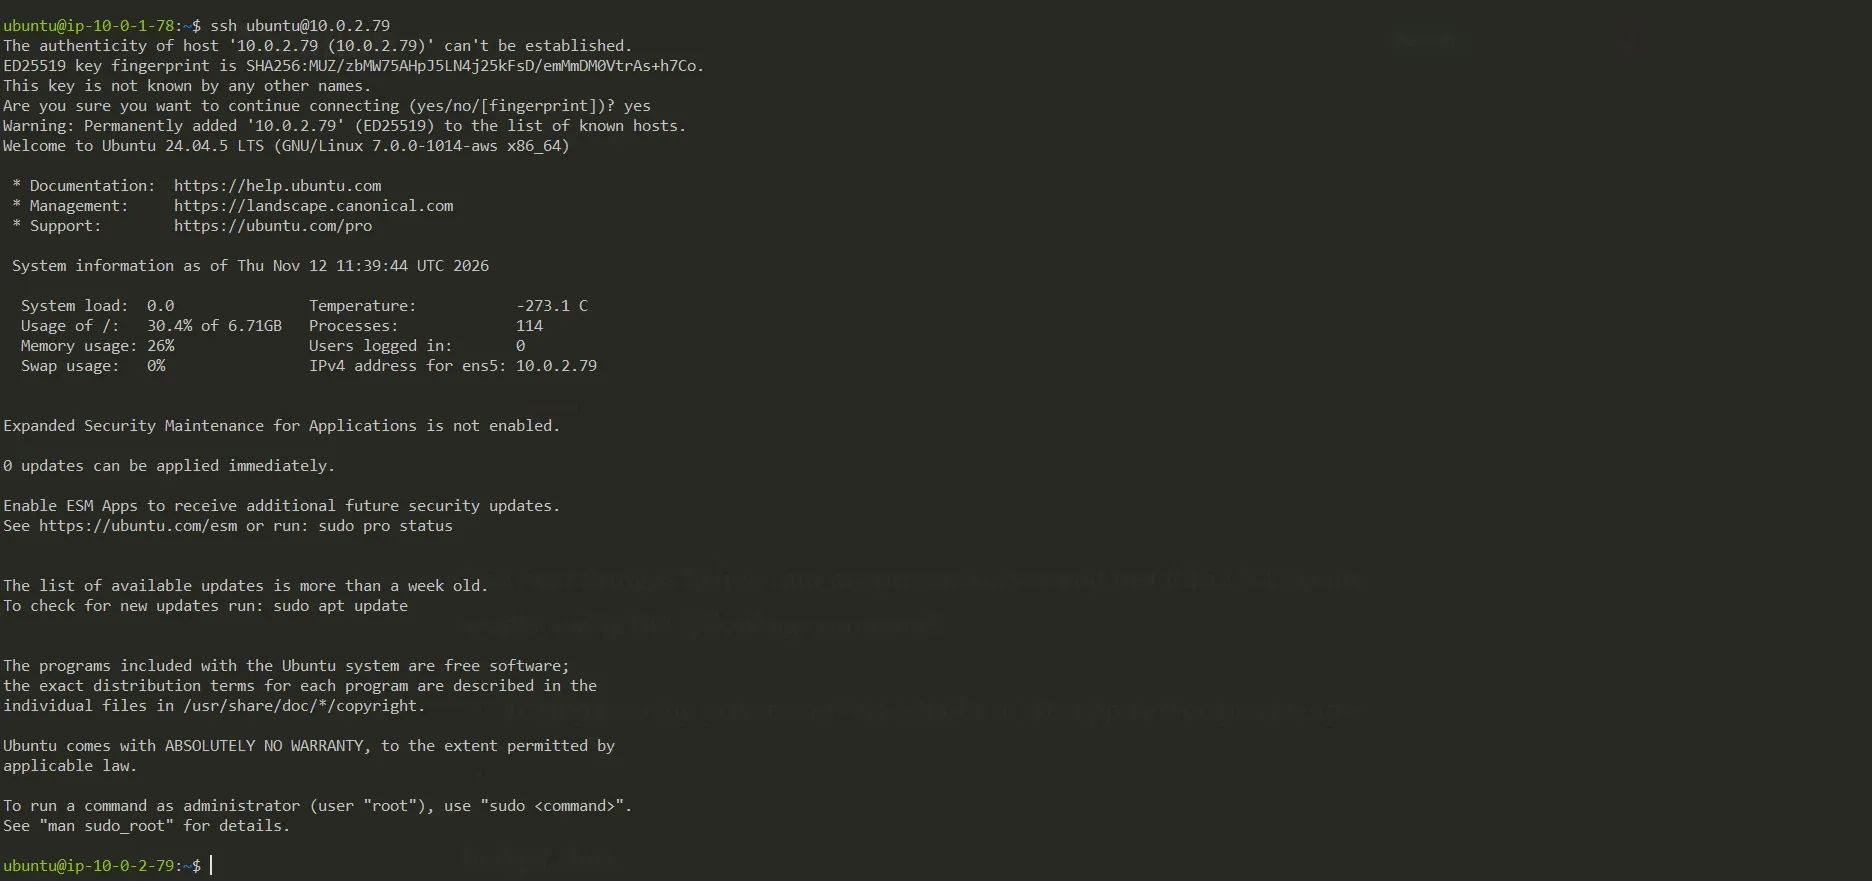 ubuntu@ip-10-0-1-78:~$ ssh ubuntu@10.0.2.79
The authenticity of host '10.0.2.79 (10.0.2.79)' can't be established.
ED25519 key fingerprint is SHA256:MUZ/zbMW75AHpJ5LN4j25kFsD/emMmDM0VtrAs+h7Co.
This key is not known by any other names.
Are you sure you want to continue connecting (yes/no/[fingerprint])? yes
Warning: Permanently added '10.0.2.79' (ED25519) to the list of known hosts.
Welcome to Ubuntu 24.04.5 LTS (GNU/Linux 7.0.0-1014-aws x86_64)
* Documentation:  https://help.ubuntu.com
* Management:     https://landscape.canonical.com
* Support:        https://ubuntu.com/pro
System information as of Thu Nov 12 11:39:44 UTC 2026
System load:  0.0               Temperature:           -273.1 C
Usage of /:   30.4% of 6.71GB   Processes:             114
Memory usage: 26%               Users logged in:       0
Swap usage:   0%                IPv4 address for ens5: 10.0.2.79
Expanded Security Maintenance for Applications is not enabled.
0 updates can be applied immediately.
Enable ESM Apps to receive additional future security updates.
See https://ubuntu.com/esm or run: sudo pro status
The list of available updates is more than a week old.
To check for new updates run: sudo apt update
The programs included with the Ubuntu system are free software;
the exact distribution terms for each program are described in the
individual files in /usr/share/doc/*/copyright.
Ubuntu comes with ABSOLUTELY NO WARRANTY, to the extent permitted by
applicable law.
To run a command as administrator (user "root"), use "sudo <command>".
See "man sudo_root" for details.
ubuntu@ip-10-0-2-79:~$